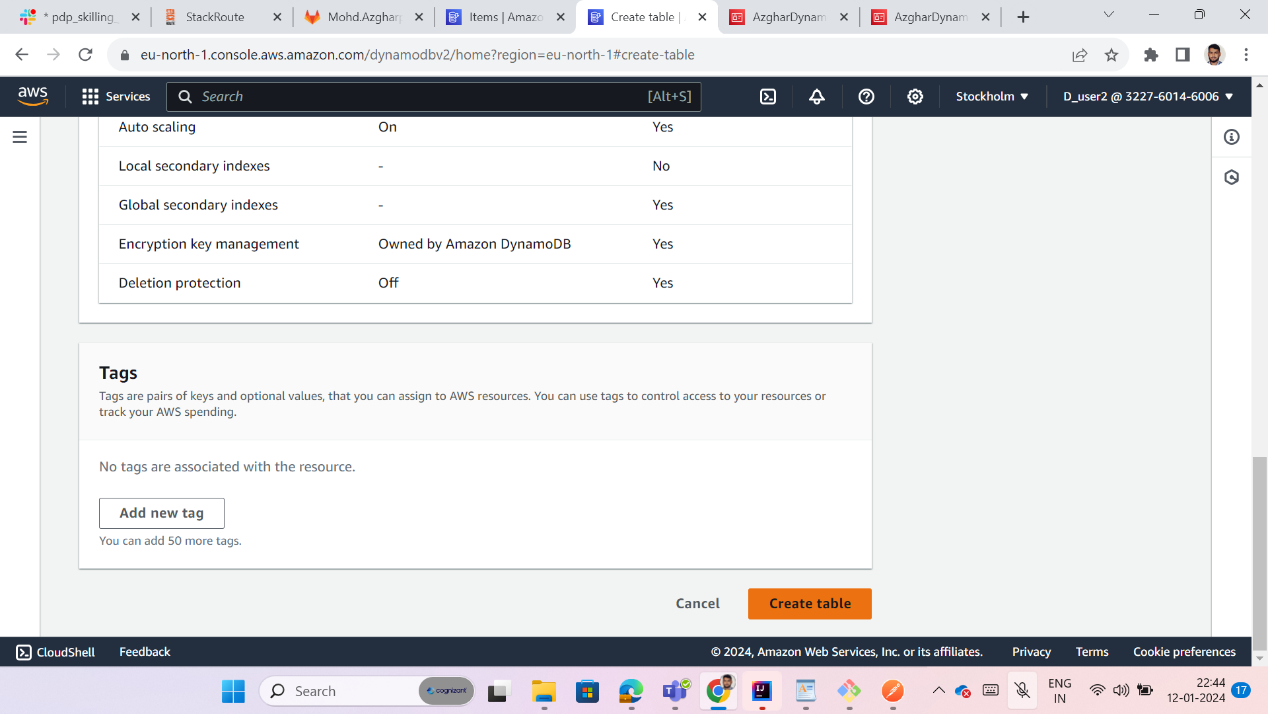 * pdp_skilling_
StackRoute
Mohd.Azghar
Items | Amazo
Create table |
AzgharDynam
AzgharDynam
eu-north-1.console.aws.amazon.com/dynamodbv2/home?region=eu-north-1#create-table
aws
Services
Search
[Alt+S]
Stockholm
D_user2 @ 3227-6014-6006
Auto scaling On Yes
Local secondary indexes - No
Global secondary indexes - Yes
Encryption key management Owned by Amazon DynamoDB Yes
Deletion protection Off Yes
Tags
Tags are pairs of keys and optional values, that you can assign to AWS resources. You can use tags to control access to your resources or
track your AWS spending.
No tags are associated with the resource.
Add new tag
You can add 50 more tags.
Cancel
Create table
CloudShell
Feedback
© 2024, Amazon Web Services, Inc. or its affiliates.
Privacy
Terms
Cookie preferences
Search
cognizant
ENG
IN
22:44
12-01-2024
17